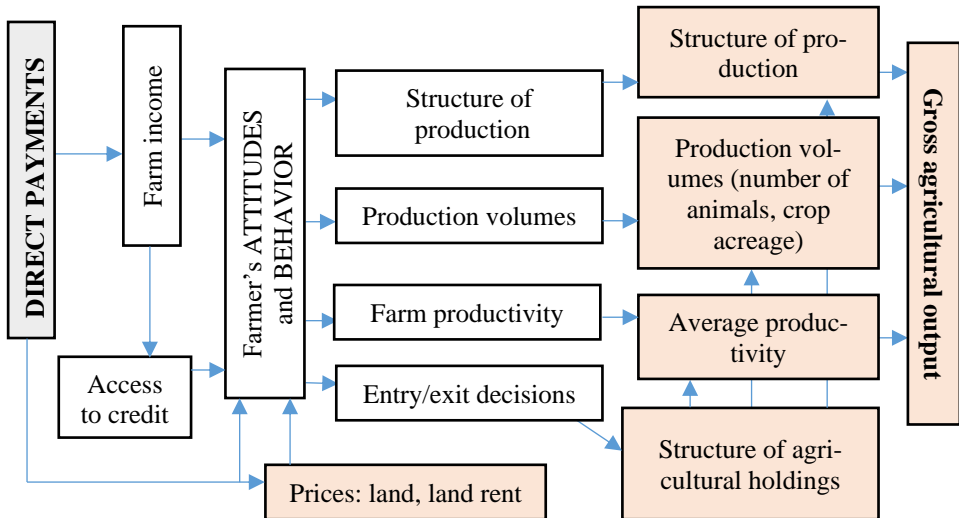 DIRECT PAYMENTS
Farm income
Access
to credit
Farmer's ATTITUDES
and BEHAVIOR
Structure of
production
Production volumes
Farm productivity
Entry/exit decisions
Prices: land, land rent
Structure of pro-
duction
Production vol-
umes (number of
animals, crop
acreage)
Average produc-
tivity
Structure of agri-
cultural holdings
Gross agricultural
output